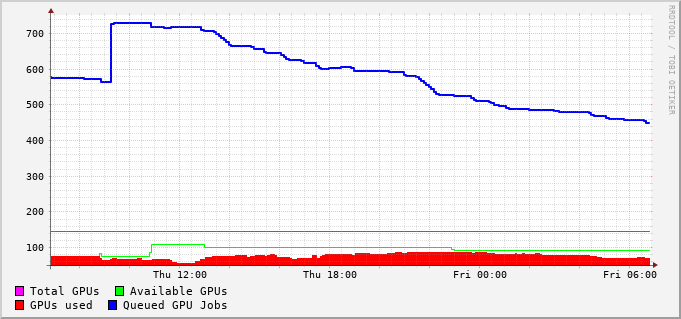 700
600
500
400
300
200
100
Thu 12:00 Thu 18:00 Fri 00:00 Fri 06:00
Total GPUs Available GPUs
GPUs used Queued GPU Jobs
RRDTOOL / TOBI OETIKER